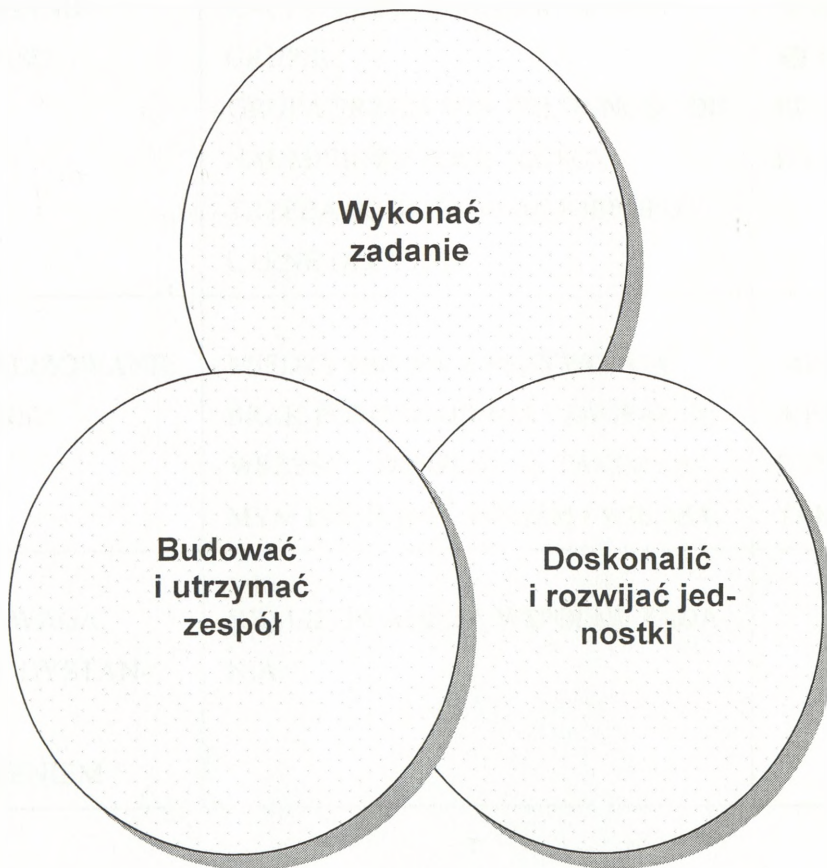 Wykonać
zadanie
Budować
i utrzymać
zespół
Doskonalić
i rozwijać jed-
nostki